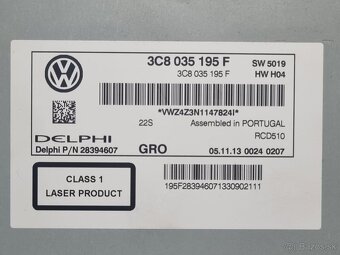 3C8 035 195 F SW 5019
3C8 035 195 F HW H04
*VWZ4Z3N1147824I*
22S Assembled in PORTUGAL
DELPHI RCD510
Delphi P/N 28394607 GRO 05.11.13 0024 0207
CLASS 1
LASER PRODUCT
195F283946071330902111